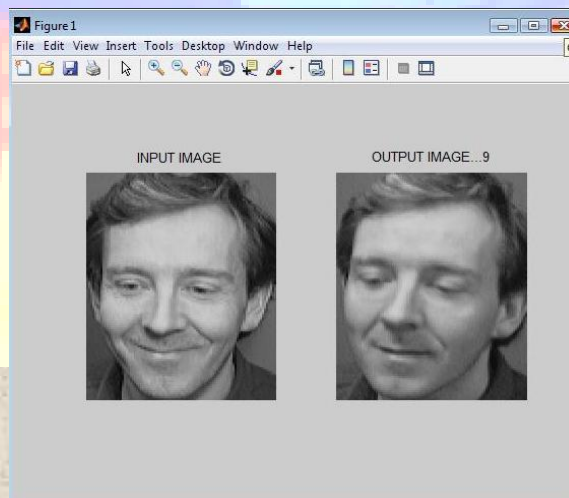 Figure 1
File Edit View Insert Tools Desktop Window Help
INPUT IMAGE
OUTPUT IMAGE...9